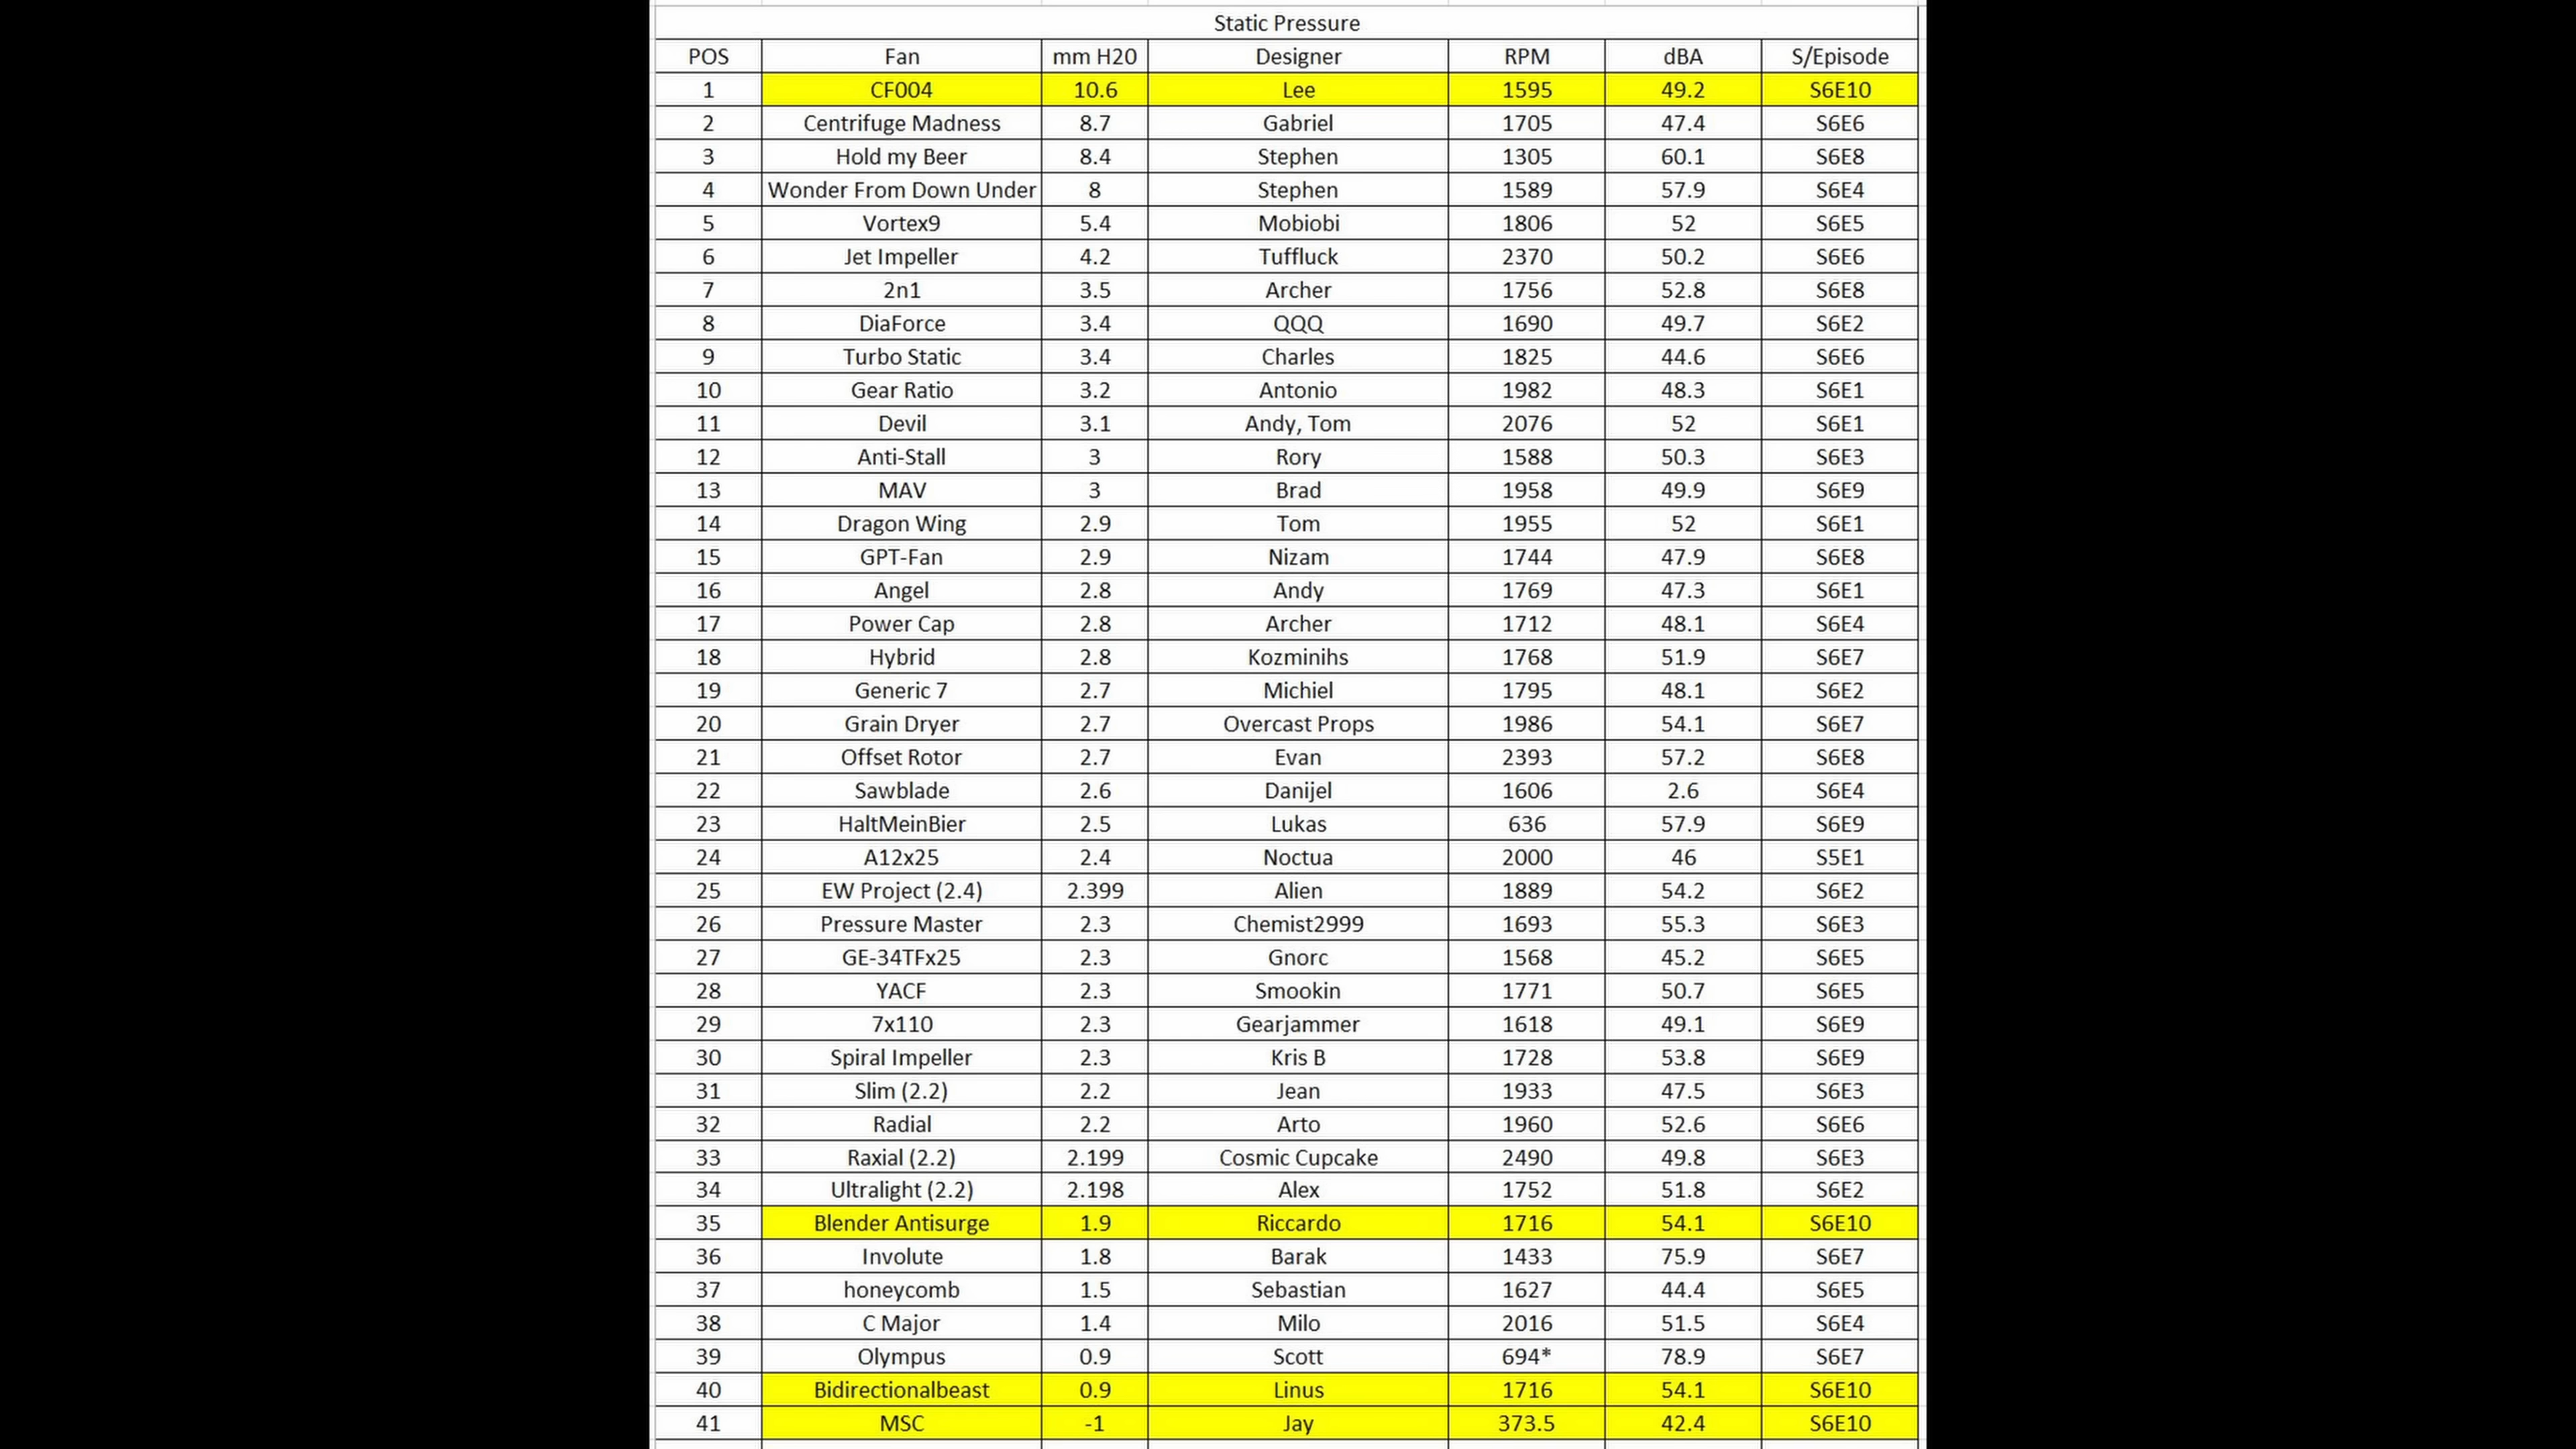 Static Pressure
POS Fan mm H20 Designer RPM dBA S/Episode
1 CF004 10.6 Lee 1595 49.2 S6E10
2 Centrifuge Madness 8.7 Gabriel 1705 47.4 S6E6
3 Hold my Beer 8.4 Stephen 1305 60.1 S6E8
4 Wonder From Down Under 8 Stephen 1589 57.9 S6E4
5 Vortex9 5.4 Mobiobi 1806 52 S6E5
6 Jet Impeller 4.2 Tuffluck 2370 50.2 S6E6
7 2n1 3.5 Archer 1756 52.8 S6E8
8 DiaForce 3.4 QQQ 1690 49.7 S6E2
9 Turbo Static 3.4 Charles 1825 44.6 S6E6
10 Gear Ratio 3.2 Antonio 1982 48.3 S6E1
11 Devil 3.1 Andy, Tom 2076 52 S6E1
12 Anti-Stall 3 Rory 1588 50.3 S6E3
13 MAV 3 Brad 1958 49.9 S6E9
14 Dragon Wing 2.9 Tom 1955 52 S6E1
15 GPT-Fan 2.9 Nizam 1744 47.9 S6E8
16 Angel 2.8 Andy 1769 47.3 S6E1
17 Power Cap 2.8 Archer 1712 48.1 S6E4
18 Hybrid 2.8 Kozminihs 1768 51.9 S6E7
19 Generic 7 2.7 Michiel 1795 48.1 S6E2
20 Grain Dryer 2.7 Overcast Props 1986 54.1 S6E7
21 Offset Rotor 2.7 Evan 2393 57.2 S6E8
22 Sawblade 2.6 Danijel 1606 2.6 S6E4
23 HaltMeinBier 2.5 Lukas 636 57.9 S6E9
24 A12x25 2.4 Noctua 2000 46 S5E1
25 EW Project (2.4) 2.399 Alien 1889 54.2 S6E2
26 Pressure Master 2.3 Chemist2999 1693 55.3 S6E3
27 GE-34TFx25 2.3 Gnorc 1568 45.2 S6E5
28 YACF 2.3 Smookin 1771 50.7 S6E5
29 7x110 2.3 Gearjammer 1618 49.1 S6E9
30 Spiral Impeller 2.3 Kris B 1728 53.8 S6E9
31 Slim (2.2) 2.2 Jean 1933 47.5 S6E3
32 Radial 2.2 Arto 1960 52.6 S6E6
33 Raxial (2.2) 2.199 Cosmic Cupcake 2490 49.8 S6E3
34 Ultralight (2.2) 2.198 Alex 1752 51.8 S6E2
35 Blender Antisurge 1.9 Riccardo 1716 54.1 S6E10
36 Involute 1.8 Barak 1433 75.9 S6E7
37 honeycomb 1.5 Sebastian 1627 44.4 S6E5
38 C Major 1.4 Milo 2016 51.5 S6E4
39 Olympus 0.9 Scott 694* 78.9 S6E7
40 Bidirectionalbeast 0.9 Linus 1716 54.1 S6E10
41 MSC -1 Jay 373.5 42.4 S6E10